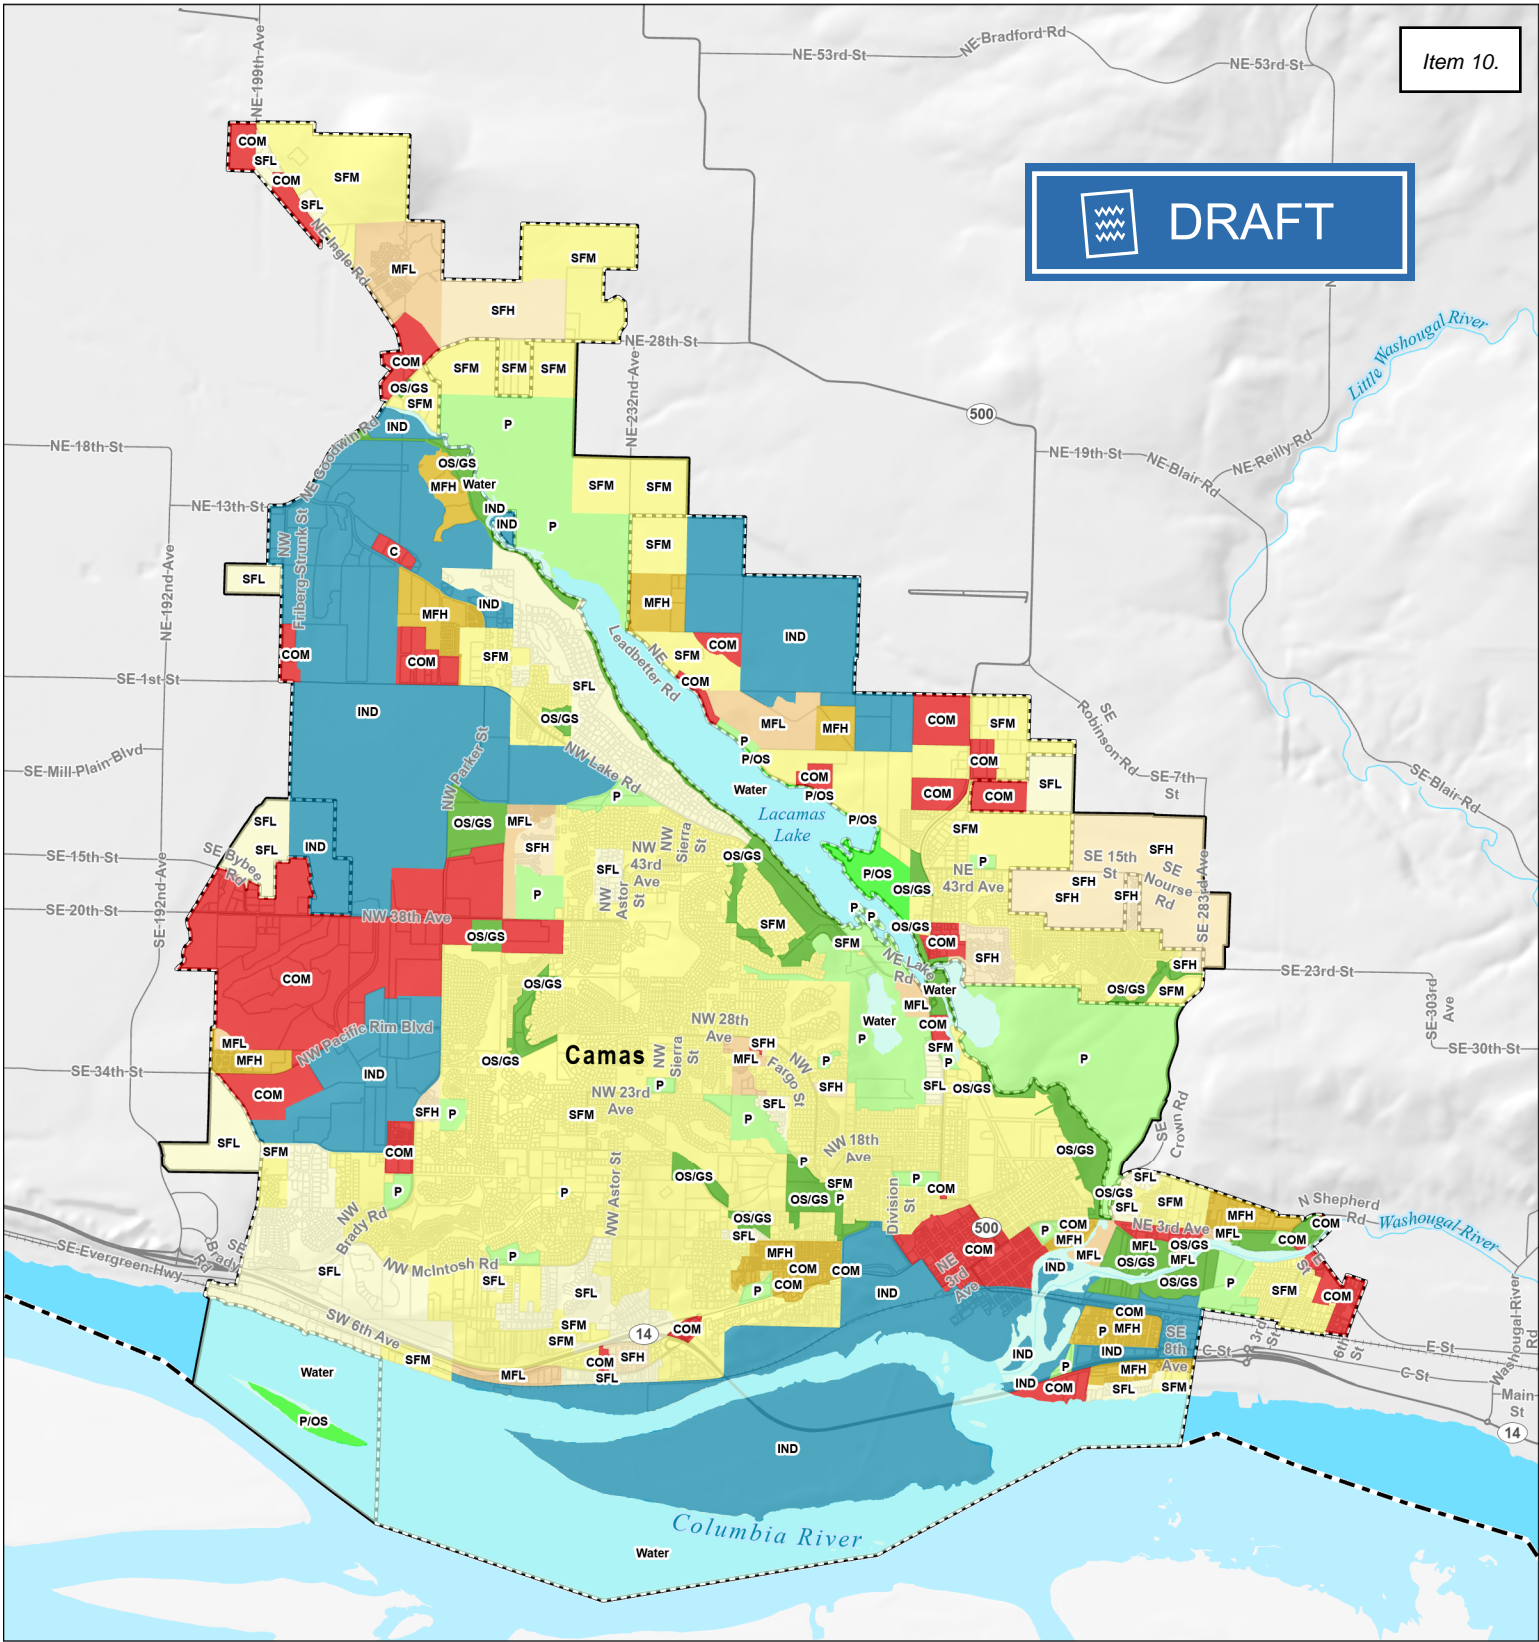 NE 199th Ave
NE 53rd St
NE Bradford Rd
NE 53rd St
Item 10.
DRAFT
COM
SFL
SFM
COM
SFL
NE Ingle Rd
MFL
SFM
SFH
NE 28th St
COM
SFM
SFM
SFM
OS/GS
SFM
NE 232nd Ave
500
Little Washougal River
IND
P
NE 18th St
NE Goodwin Rd
NE 19th St
NE Blair Rd
NE Reilly Rd
OS/GS
MFH
Water
SFM
SFM
NE 13th St
IND
IND
P
NW
Friberg-Strunk St
C
SFM
NE 192nd Ave
SFL
MFH
IND
MFH
IND
Leadbetter Rd
NE
COM
COM
SFM
SFM
COM
COM
SE 1st St
SFL
IND
OS/GS
MFL
MFH
COM
SFM
SE
Robinson Rd
P
P/OS
NW Parker St
NW Lake Rd
SE Mill Plain Blvd
COM
COM
SE 7th
St
SE Blair Rd
Water
P/OS
COM
COM
SFL
P
Lacamas
Lake
P/OS
SFL
SFL
IND
OS/GS
MFL
SFH
NW
Sierra
St
NW
43rd
Ave
SFM
SE 15th St
SE Bybee
Rd
OS/GS
P
NE
43rd Ave
SE 15th
St
SFH
SE
Nourse
Rd
SE 283rd Ave
SFL
P/OS
OS/GS
SFH
SFH
SFH
P
NW
Astor
St
SE 20th St
SE 192nd Ave
NW 38th Ave
OS/GS
SFM
P
P
OS/GS
SFM
COM
SFH
NE Lake
Rd
SFH
SE 23rd St
COM
OS/GS
Water
OS/GS
SFM
SE 303rd
Ave
MFL
NW Pacific Rim Blvd
NW 28th
Ave
Water
COM
P
MFL
MFH
OS/GS
Camas
NW
Sierra
St
SFH
MFL
NW
Fargo St
P
SFM
P
P
SE 30th St
SE 34th St
IND
COM
P
SFH
SFL
OS/GS
NW 23rd
Ave
SFH
P
SFM
SFL
P
SE
Crown Rd
SFL
SFM
COM
NW 18th
Ave
OS/GS
P
NW Astor St
P
P
OS/GS
SFM
P
OS/GS
Division
St
P
COM
SFL
OS/GS
SFL
SFM
NW
Brady Rd
MFH
N Shepherd
Rd
COM
Washougal River
OS/GS
SFL
500
P
COM
MFH
NE 3rd Ave
MFL
COM
SE
Brady
Rd
SE Evergreen Hwy
SFL
NW McIntosh Rd
P
SFL
MFH
COM
COM
P
COM
COM
IND
NE
3rd
Ave
MFL
IND
MFL
OS/GS
OS/GS
MFL
OS/GS
P
SFM
E
St
COM
SFL
SW 6th Ave
SFM
SFM
14
COM
COM
SFH
SFL
SFM
MFL
COM
P
MFH
IND
SE
8th
Ave
IND
P
MFH
IND
COM
SFL
SFM
C St
3rd
St
6th
St
E St
C St
Washougal River
Rd
Main
St
14
Water
P/OS
IND
Columbia River
Water